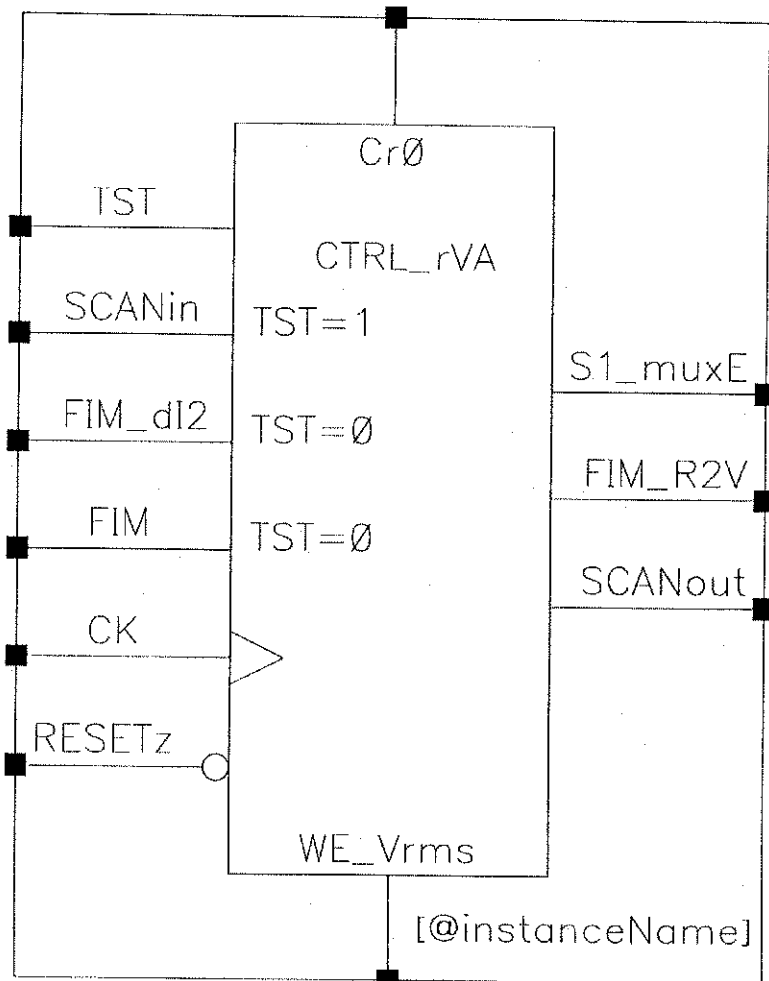 CrØ
TST
CTRL_rVA
SCANin
TST=1
S1_muxE
FIM_dI2
TST=Ø
FIM_R2V
FIM
TST=Ø
SCANout
CK
RESETz
WE_Vrms
[@instanceName]